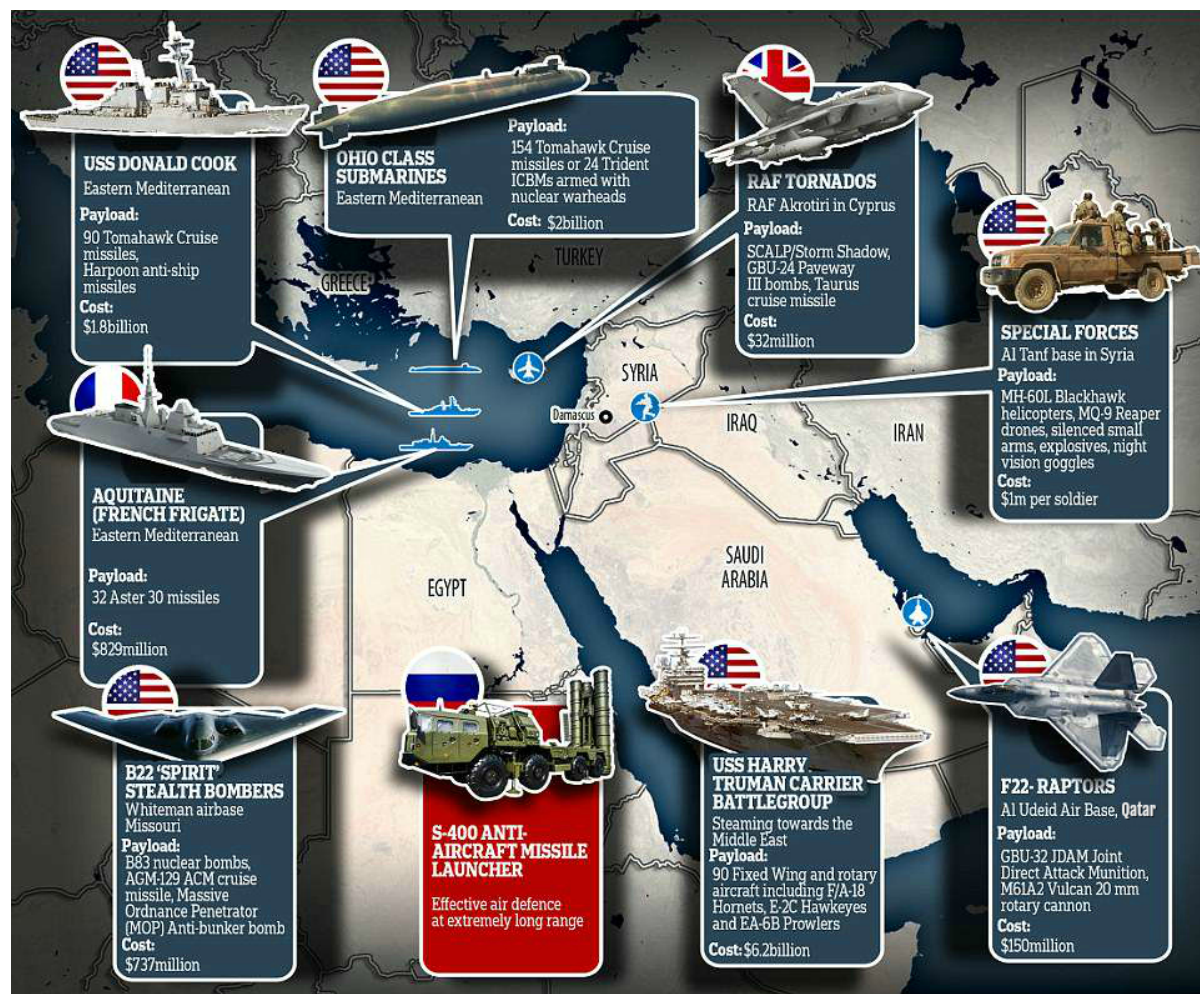 USS DONALD COOK
Eastern Mediterranean
Payload:
90 Tomahawk Cruise
missiles,
Harpoon anti-ship
missiles
Cost:
$1.8billion
OHIO CLASS
SUBMARINES
Eastern Mediterranean
Payload:
154 Tomahawk Cruise
missiles or 24 Trident
ICBMs armed with
nuclear warheads
Cost: $2billion
RAF TORNADOS
RAF Akrotiri in Cyprus
Payload:
SCALP/Storm Shadow,
GBU-24 Paveway
III bombs, Taurus
cruise missile
Cost:
$32million
SPECIAL FORCES
Al Tanf base in Syria
Payload:
MH-60L Blackhawk
helicopters, MQ-9 Reaper
drones, silenced small
arms, explosives, night
vision goggles
Cost:
$1m per soldier
GREECE
TURKEY
SYRIA
Damascus
IRAQ
IRAN
EGYPT
SAUDI
ARABIA
AQUITAINE
(FRENCH FRIGATE)
Eastern Mediterranean
Payload:
32 Aster 30 missiles
Cost:
$829million
B22 ‘SPIRIT’
STEALTH BOMBERS
Whiteman airbase
Missouri
Payload:
B83 nuclear bombs,
AGM-129 ACM cruise
missile, Massive
Ordnance Penetrator
(MOP) Anti-bunker bomb
Cost:
$737million
S-400 ANTI-
AIRCRAFT MISSILE
LAUNCHER
Effective air defence
at extremely long range
USS HARRY
TRUMAN CARRIER
BATTLEGROUP
Steaming towards the
Middle East
Payload:
90 Fixed Wing and rotary
aircraft including F/A-18
Hornets, E-2C Hawkeyes
and EA-6B Prowlers
Cost: $6.2billion
F22- RAPTORS
Al Udeid Air Base, Qatar
Payload:
GBU-32 JDAM Joint
Direct Attack Munition,
M61A2 Vulcan 20 mm
rotary cannon
Cost:
$150million